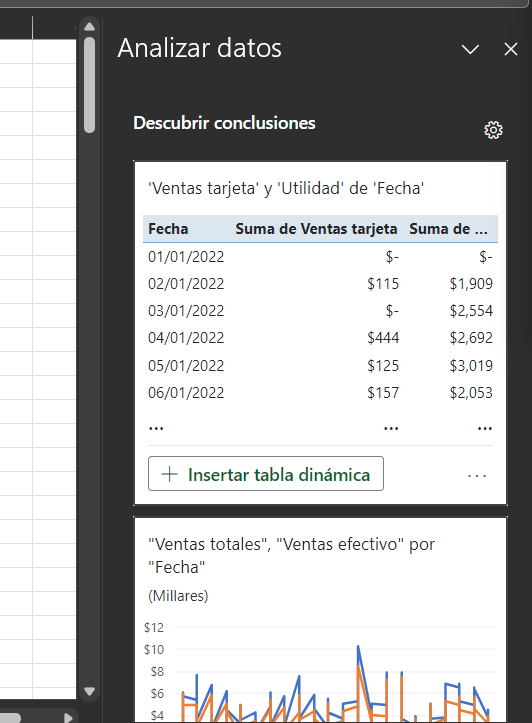 Analizar datos
Descubrir conclusiones
'Ventas tarjeta' y 'Utilidad' de 'Fecha'
Fecha Suma de Ventas tarjeta Suma de ...
01/01/2022 $- $-
02/01/2022 $115 $1,909
03/01/2022 $- $2,554
04/01/2022 $444 $2,692
05/01/2022 $125 $3,019
06/01/2022 $157 $2,053
... ... ...
Insertar tabla dinámica ...
"Ventas totales", "Ventas efectivo" por
"Fecha"
(Millares)
$12
$10
$8
$6
$4